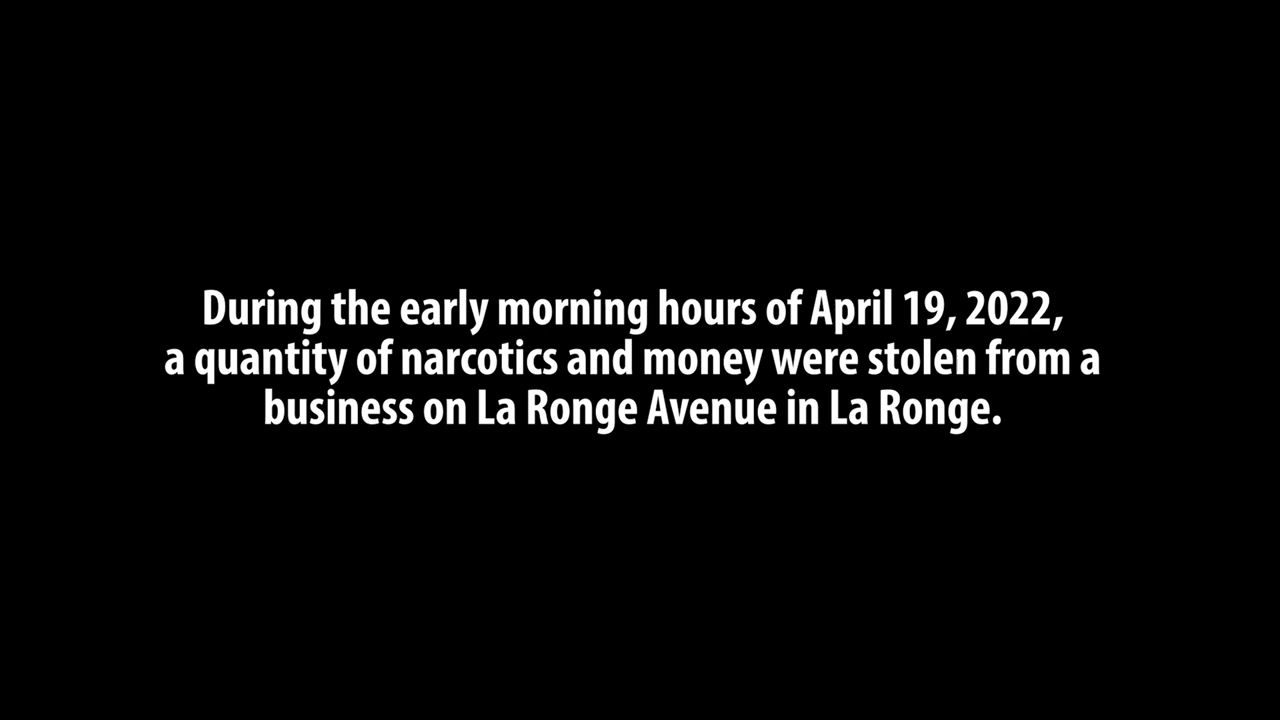 During the early morning hours of April 19, 2022,
a quantity of narcotics and money were stolen from a
business on La Ronge Avenue in La Ronge.